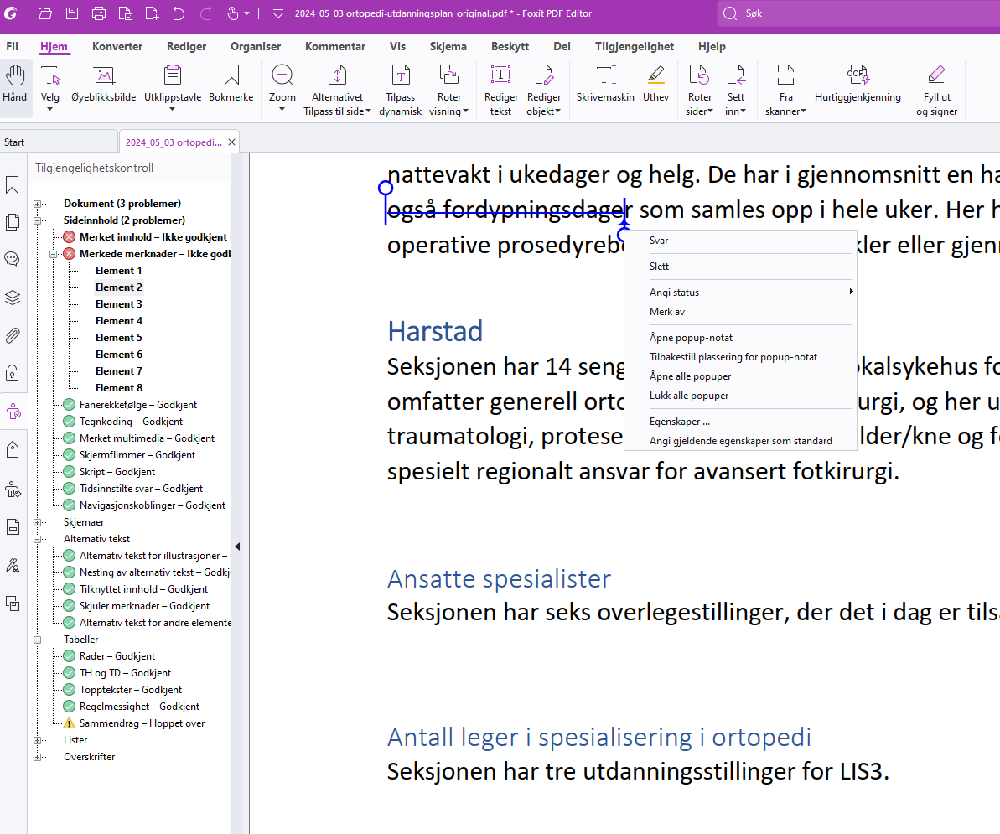 2024_05_03 ortopedi-utdanningsplan_original.pdf * - Foxit PDF Editor
Søk
Fil Hjem Konverter Rediger Organiser Kommentar Vis Skjema Beskytt Del Tilgjengelighet Hjelp
Hånd Velg Øyeblikksbilde Utklippstavle Bokmerke Zoom Alternativet Tilpass til side Tilpass dynamisk Roter visning Rediger tekst Rediger objekt Skrivemaskin Uthev Roter sider Sett inn Fra skanner OCR Hurtiggjenkjenning Fyll ut og signer
Start
2024_05_03 ortopedi...
Tilgjengelighetskontroll
Dokument (3 problemer)
Sideinnhold (2 problemer)
Merket innhold – Ikke godkjent (
Merkede merknader – Ikke godk
Element 1
Element 2
Element 3
Element 4
Element 5
Element 6
Element 7
Element 8
Fanerekkefølge – Godkjent
Tegnkoding – Godkjent
Merket multimedia – Godkjent
Skjermflimmer – Godkjent
Skript – Godkjent
Tidsinnstilte svar – Godkjent
Navigasjonskoblinger – Godkjent
Skjemaer
Alternativ tekst
Alternativ tekst for illustrasjoner –
Nesting av alternativ tekst – Godkj
Tilknyttet innhold – Godkjent
Skjuler merknader – Godkjent
Alternativ tekst for andre elemente
Tabeller
Rader – Godkjent
TH og TD – Godkjent
Topptekster – Godkjent
Regelmessighet – Godkjent
Sammendrag – Hoppet over
Lister
Overskrifter
nattevakt i ukedager og helg. De har i gjennomsnitt en ha
også fordypningsdager som samles opp i hele uker. Her h
operative prosedyreb kler eller gjenn
Svar
Slett
Angi status
Merk av
Åpne popup-notat
Tilbakestill plassering for popup-notat
Åpne alle popuper
Lukk alle popuper
Egenskaper ...
Angi gjeldende egenskaper som standard
Harstad
Seksjonen har 14 seng okalsykehus fo
omfatter generell orto urgi, og her u
traumatologi, protese lder/kne og f
spesielt regionalt ansvar for avansert fotkirurgi.
Ansatte spesialister
Seksjonen har seks overlegestillinger, der det i dag er tils
Antall leger i spesialisering i ortopedi
Seksjonen har tre utdanningsstillinger for LIS3.